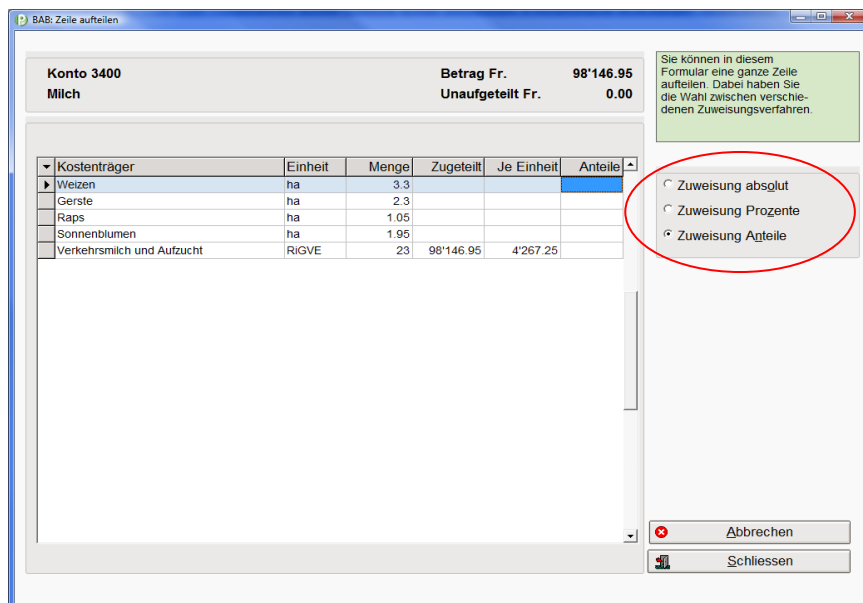 BAB: Zeile aufteilen
Konto 3400 Betrag Fr. 98'146.95
Milch Unaufgeteilt Fr. 0.00
Sie können in diesem
Formular eine ganze Zeile
aufteilen. Dabei haben Sie
die Wahl zwischen verschie-
denen Zuweisungsverfahren.
Kostenträger Einheit Menge Zugeteilt Je Einheit Anteile
Weizen ha 3.3
Gerste ha 2.3
Raps ha 1.05
Sonnenblumen ha 1.95
Verkehrsmilch und Aufzucht RiGVE 23 98'146.95 4'267.25
Zuweisung absolut
Zuweisung Prozente
Zuweisung Anteile
Abbrechen
Schliessen